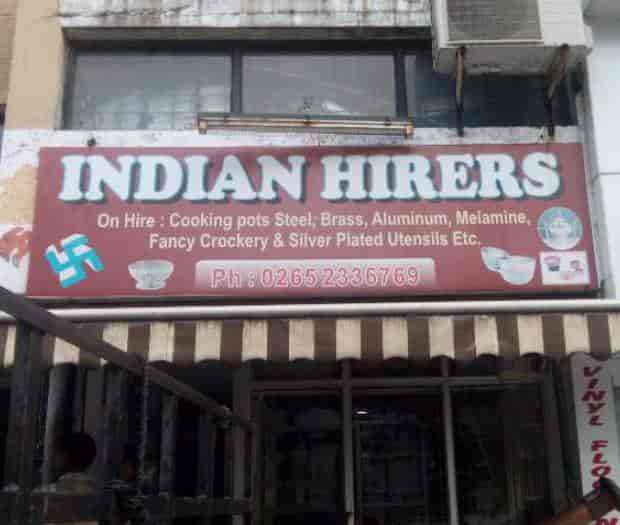 INDIAN HIRERS
On Hire : Cooking pots Steel, Brass, Aluminum, Melamine,
Fancy Crockery & Silver Plated Utensils Etc.
Ph : 0265 2336769
VINYL